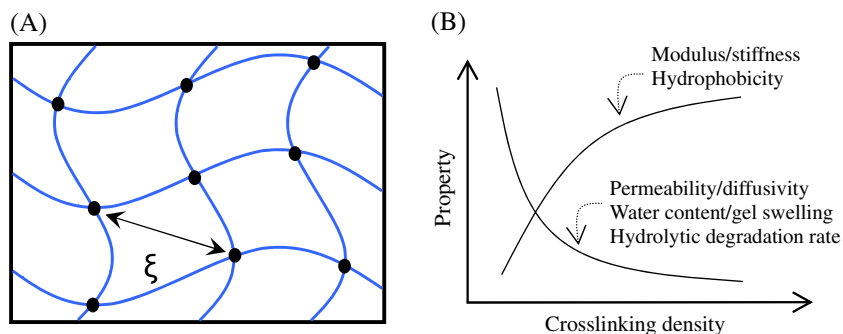 (A)
ξ
(B)
Modulus/stiffness
Hydrophobicity
Property
Permeability/diffusivity
Water content/gel swelling
Hydrolytic degradation rate
Crosslinking density